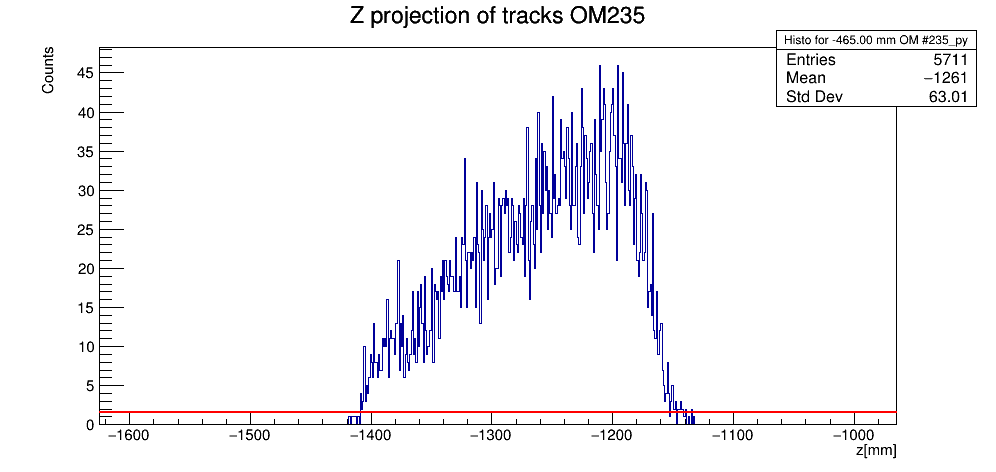 Z projection of tracks OM235
Histo for -465.00 mm OM #235_py
Entries 5711
Mean −1261
Std Dev 63.01
Counts
45
40
35
30
25
20
15
10
5
0
−1600 −1500 −1400 −1300 −1200 −1100 −1000
z[mm]